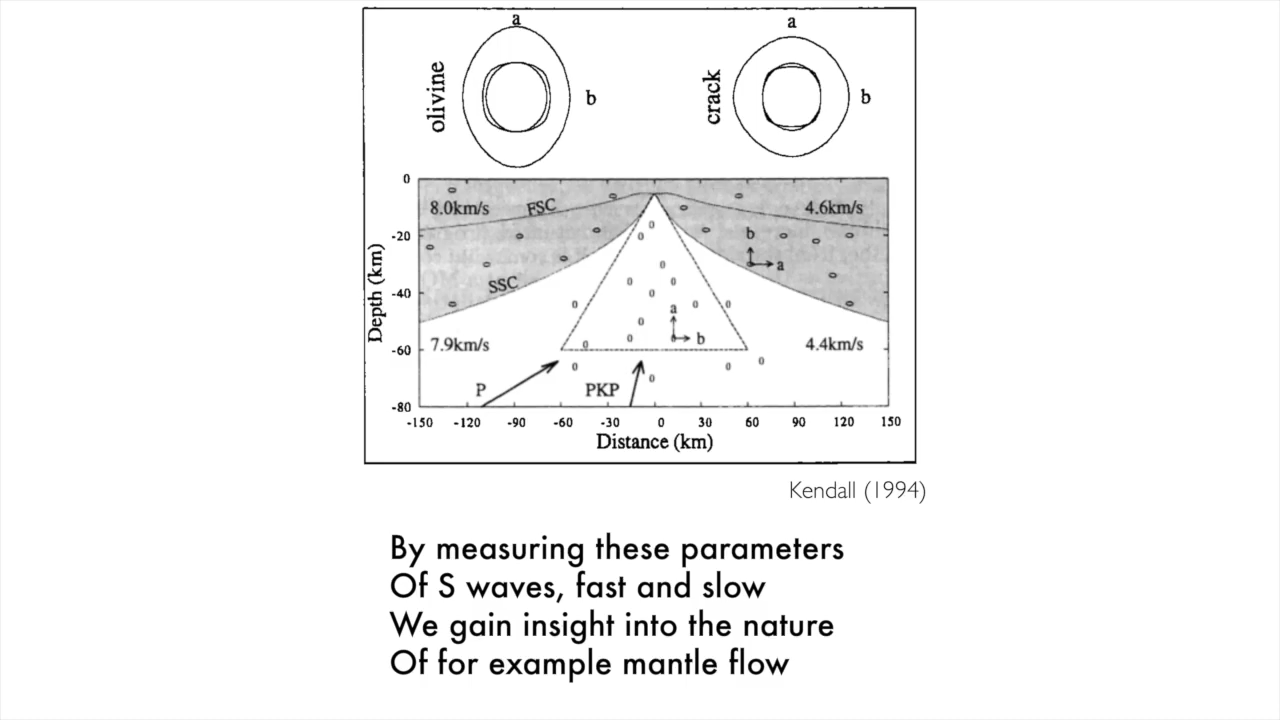 a
a
olivine
b
crack
b
0
8.0km/s
FSC
4.6km/s
-20
b
a
SSC
Depth (km)
-40
a
b
7.9km/s
4.4km/s
-60
P
PKP
-80
-150 -120 -90 -60 -30 0 30 60 90 120 150
Distance (km)
Kendall (1994)
By measuring these parameters
Of S waves, fast and slow
We gain insight into the nature
Of for example mantle flow